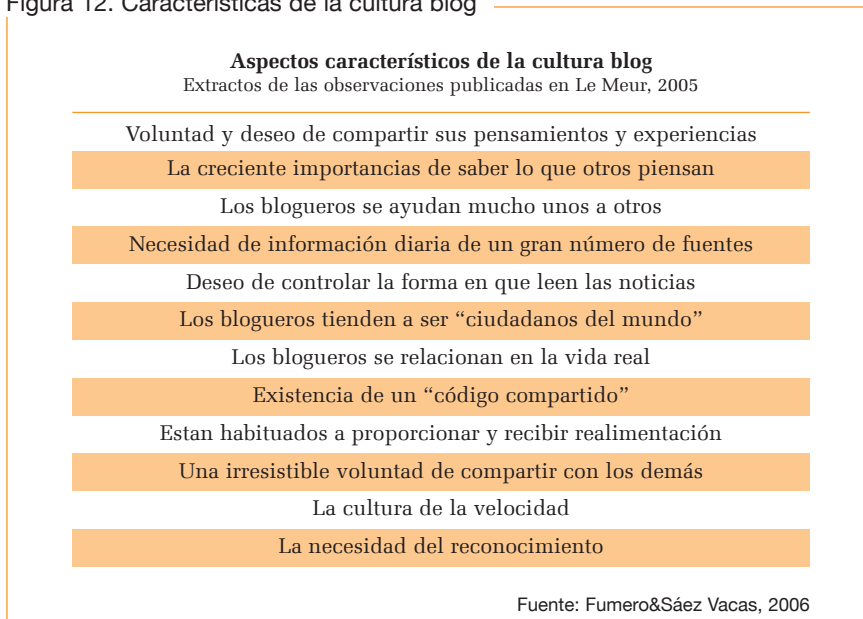 Figura 12. Características de la cultura blog
Aspectos característicos de la cultura blog
Extractos de las observaciones publicadas en Le Meur, 2005
Voluntad y deseo de compartir sus pensamientos y experiencias
La creciente importancias de saber lo que otros piensan
Los blogueros se ayudan mucho unos a otros
Necesidad de información diaria de un gran número de fuentes
Deseo de controlar la forma en que leen las noticias
Los blogueros tienden a ser “ciudadanos del mundo”
Los blogueros se relacionan en la vida real
Existencia de un “código compartido”
Estan habituados a proporcionar y recibir realimentación
Una irresistible voluntad de compartir con los demás
La cultura de la velocidad
La necesidad del reconocimiento
Fuente: Fumero&Sáez Vacas, 2006